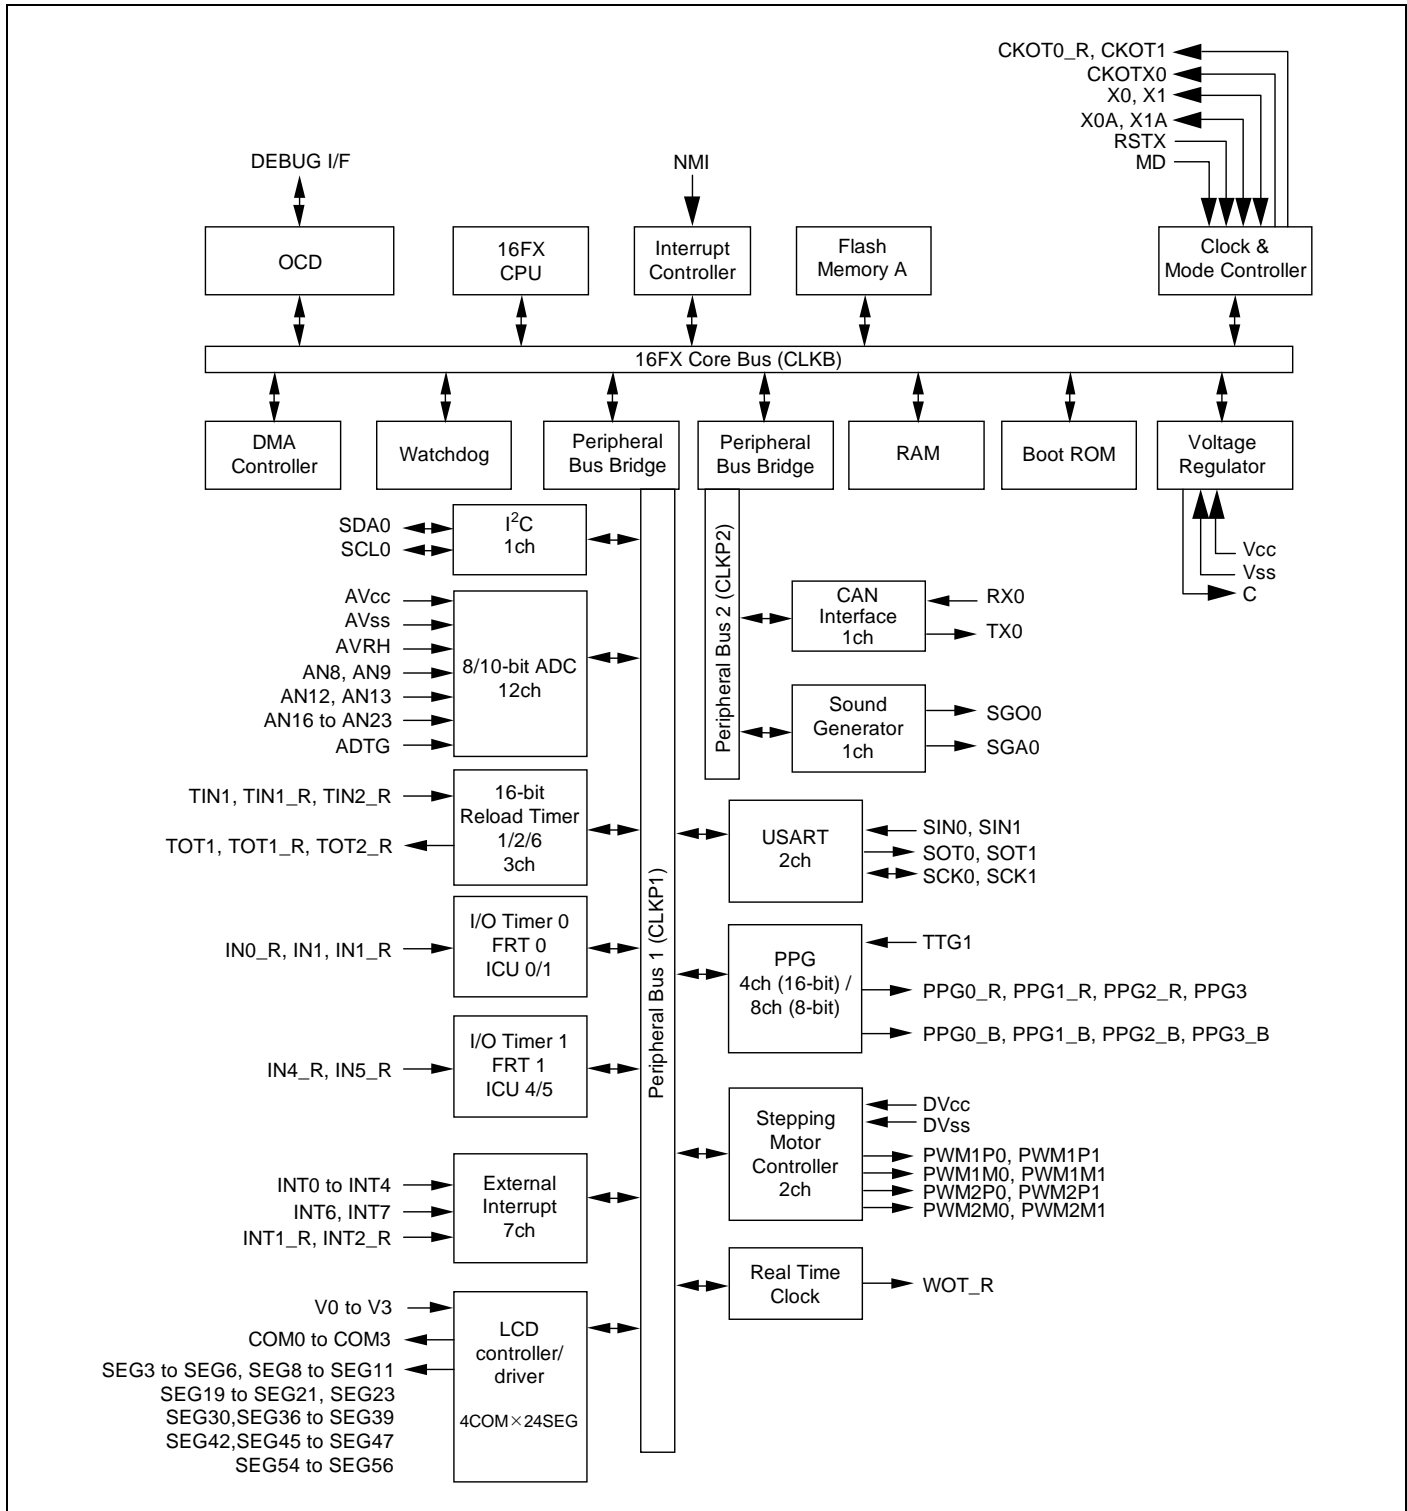 CKOT0_R, CKOT1
CKOTX0
X0, X1
X0A, X1A
RSTX
MD
DEBUG I/F
NMI
OCD
16FX
CPU
Interrupt
Controller
Flash
Memory A
Clock &
Mode Controller
16FX Core Bus (CLKB)
DMA
Controller
Watchdog
Peripheral
Bus Bridge
Peripheral
Bus Bridge
RAM
Boot ROM
Voltage
Regulator
Vcc
Vss
C
Peripheral Bus 1 (CLKP1)
Peripheral Bus 2 (CLKP2)
SDA0
SCL0
I²C
1ch
AVcc
AVss
AVRH
AN8, AN9
AN12, AN13
AN16 to AN23
ADTG
8/10-bit ADC
12ch
TIN1, TIN1_R, TIN2_R
TOT1, TOT1_R, TOT2_R
16-bit
Reload Timer
1/2/6
3ch
IN0_R, IN1, IN1_R
I/O Timer 0
FRT 0
ICU 0/1
IN4_R, IN5_R
I/O Timer 1
FRT 1
ICU 4/5
INT0 to INT4
INT6, INT7
INT1_R, INT2_R
External
Interrupt
7ch
V0 to V3
COM0 to COM3
SEG3 to SEG6, SEG8 to SEG11
SEG19 to SEG21, SEG23
SEG30,SEG36 to SEG39
SEG42,SEG45 to SEG47
SEG54 to SEG56
LCD
controller/
driver
4COM×24SEG
CAN
Interface
1ch
RX0
TX0
Sound
Generator
1ch
SGO0
SGA0
USART
2ch
SIN0, SIN1
SOT0, SOT1
SCK0, SCK1
PPG
4ch (16-bit) /
8ch (8-bit)
TTG1
PPG0_R, PPG1_R, PPG2_R, PPG3
PPG0_B, PPG1_B, PPG2_B, PPG3_B
Stepping
Motor
Controller
2ch
DVcc
DVss
PWM1P0, PWM1P1
PWM1M0, PWM1M1
PWM2P0, PWM2P1
PWM2M0, PWM2M1
Real Time
Clock
WOT_R